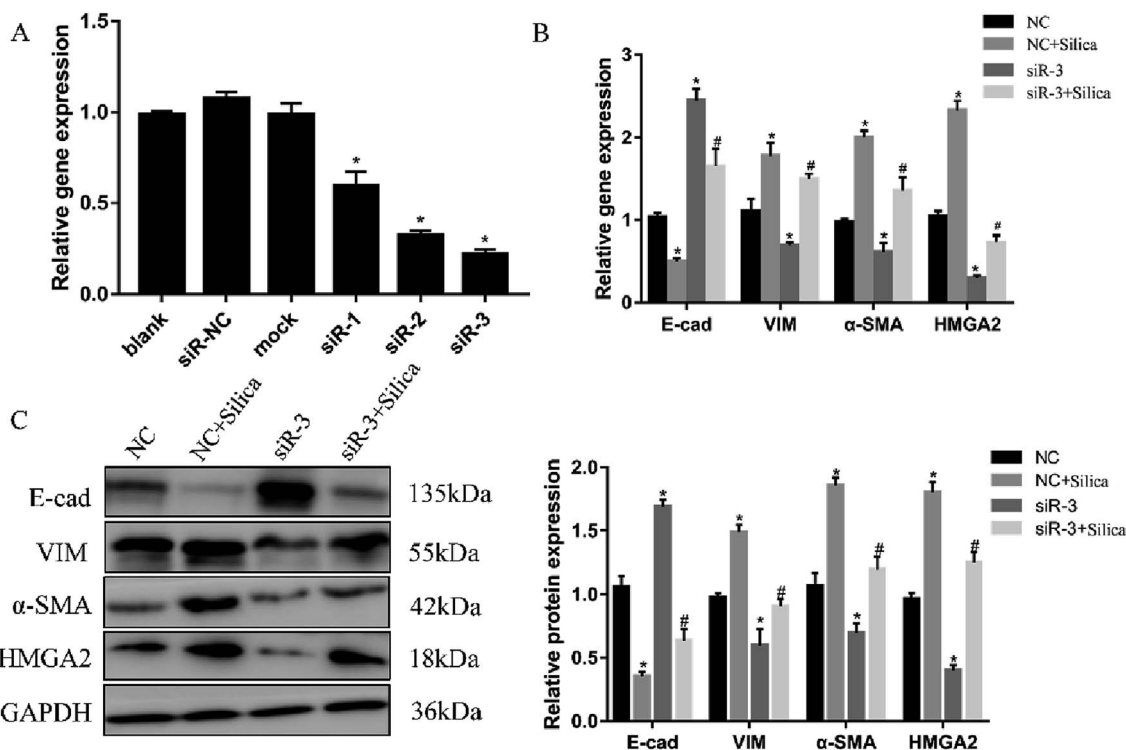 A
Relative gene expression
1.5
1.0
0.5
0.0
*
*
*
blank
siR-NC
mock
siR-1
siR-2
siR-3
B
NC
NC+Silica
siR-3
siR-3+Silica
Relative gene expression
3
2
1
0
*
*
#
*
*
#
*
*
#
*
*
#
E-cad
VIM
α-SMA
HMGA2
C
NC
NC+Silica
siR-3
siR-3+Silica
E-cad
135kDa
VIM
55kDa
α-SMA
42kDa
HMGA2
18kDa
GAPDH
36kDa
NC
NC+Silica
siR-3
siR-3+Silica
Relative protein expression
2.0
1.5
1.0
0.5
0.0
*
*
#
*
*
#
*
*
#
*
*
#
E-cad
VIM
α-SMA
HMGA2